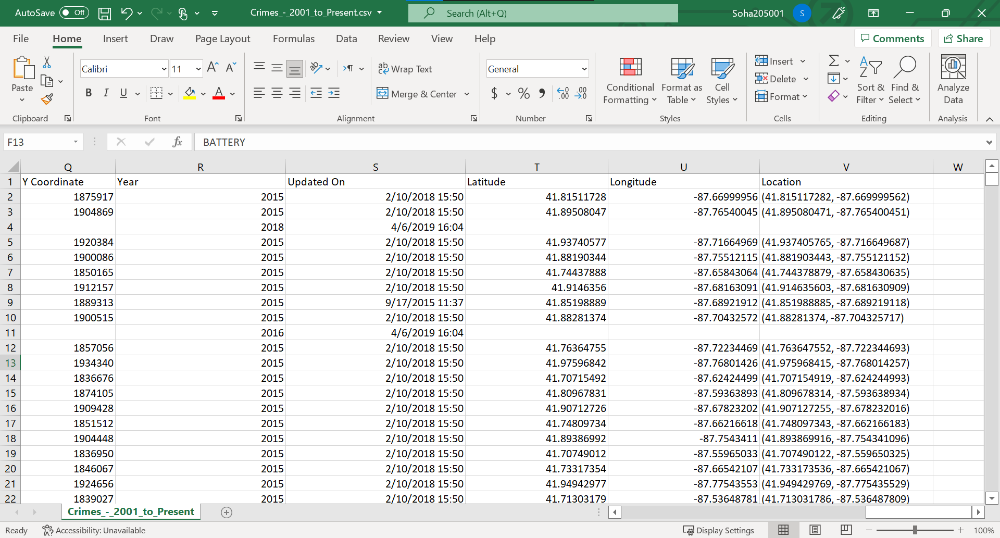 AutoSave Off Crimes_-_2001_to_Present.csv Search (Alt+Q) Soha205001 S
File Home Insert Draw Page Layout Formulas Data Review View Help Comments Share
Paste
Clipboard
Calibri 11
B I U A
Font
Wrap Text
Merge & Center
Alignment
General
$ % 9 .00 .00
Number
Conditional Formatting
Format as Table
Cell Styles
Styles
Insert
Delete
Format
Cells
Sort & Filter
Find & Select
Editing
Analyze Data
Analysis
F13 fx BATTERY
Q R S T U V W
1 Y Coordinate Year Updated On Latitude Longitude Location
2 1875917 2015 2/10/2018 15:50 41.81511728 -87.66999956 (41.815117282, -87.669999562)
3 1904869 2015 2/10/2018 15:50 41.89508047 -87.76540045 (41.895080471, -87.765400451)
4 2018 4/6/2019 16:04
5 1920384 2015 2/10/2018 15:50 41.93740577 -87.71664969 (41.937405765, -87.716649687)
6 1900086 2015 2/10/2018 15:50 41.88190344 -87.75512115 (41.881903443, -87.755121152)
7 1850165 2015 2/10/2018 15:50 41.74437888 -87.65843064 (41.744378879, -87.658430635)
8 1912157 2015 2/10/2018 15:50 41.9146356 -87.68163091 (41.914635603, -87.681630909)
9 1889313 2015 9/17/2015 11:37 41.85198889 -87.68921912 (41.851988885, -87.689219118)
10 1900515 2015 2/10/2018 15:50 41.88281374 -87.70432572 (41.88281374, -87.704325717)
11 2016 4/6/2019 16:04
12 1857056 2015 2/10/2018 15:50 41.76364755 -87.72234469 (41.763647552, -87.722344693)
13 1934340 2015 2/10/2018 15:50 41.97596842 -87.76801426 (41.975968415, -87.768014257)
14 1836676 2015 2/10/2018 15:50 41.70715492 -87.62424499 (41.707154919, -87.624244993)
15 1874105 2015 2/10/2018 15:50 41.80967831 -87.59363893 (41.809678314, -87.593638934)
16 1909428 2015 2/10/2018 15:50 41.90712726 -87.67823202 (41.907127255, -87.678232016)
17 1851512 2015 2/10/2018 15:50 41.74809734 -87.66216618 (41.748097343, -87.662166183)
18 1904448 2015 2/10/2018 15:50 41.89386992 -87.7543411 (41.893869916, -87.754341096)
19 1836950 2015 2/10/2018 15:50 41.70749012 -87.55965033 (41.707490122, -87.559650325)
20 1846067 2015 2/10/2018 15:50 41.73317354 -87.66542107 (41.733173536, -87.665421067)
21 1924656 2015 2/10/2018 15:50 41.94942977 -87.77543553 (41.949429769, -87.775435529)
22 1839027 2015 2/10/2018 15:50 41.71303179 -87.53648781 (41.713031786, -87.536487809)
Crimes_-_2001_to_Present
Ready Accessibility: Unavailable Display Settings 100%